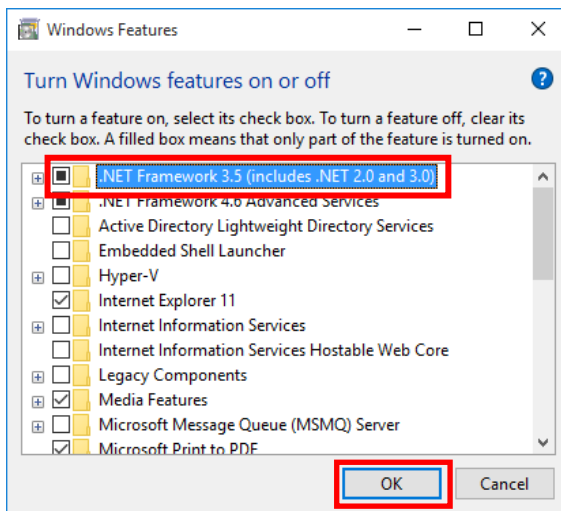 Windows Features
Turn Windows features on or off
?
To turn a feature on, select its check box. To turn a feature off, clear its
check box. A filled box means that only part of the feature is turned on.
.NET Framework 3.5 (includes .NET 2.0 and 3.0)
.NET Framework 4.6 Advanced Services
Active Directory Lightweight Directory Services
Embedded Shell Launcher
Hyper-V
Internet Explorer 11
Internet Information Services
Internet Information Services Hostable Web Core
Legacy Components
Media Features
Microsoft Message Queue (MSMQ) Server
Microsoft Print to PDF
OK
Cancel